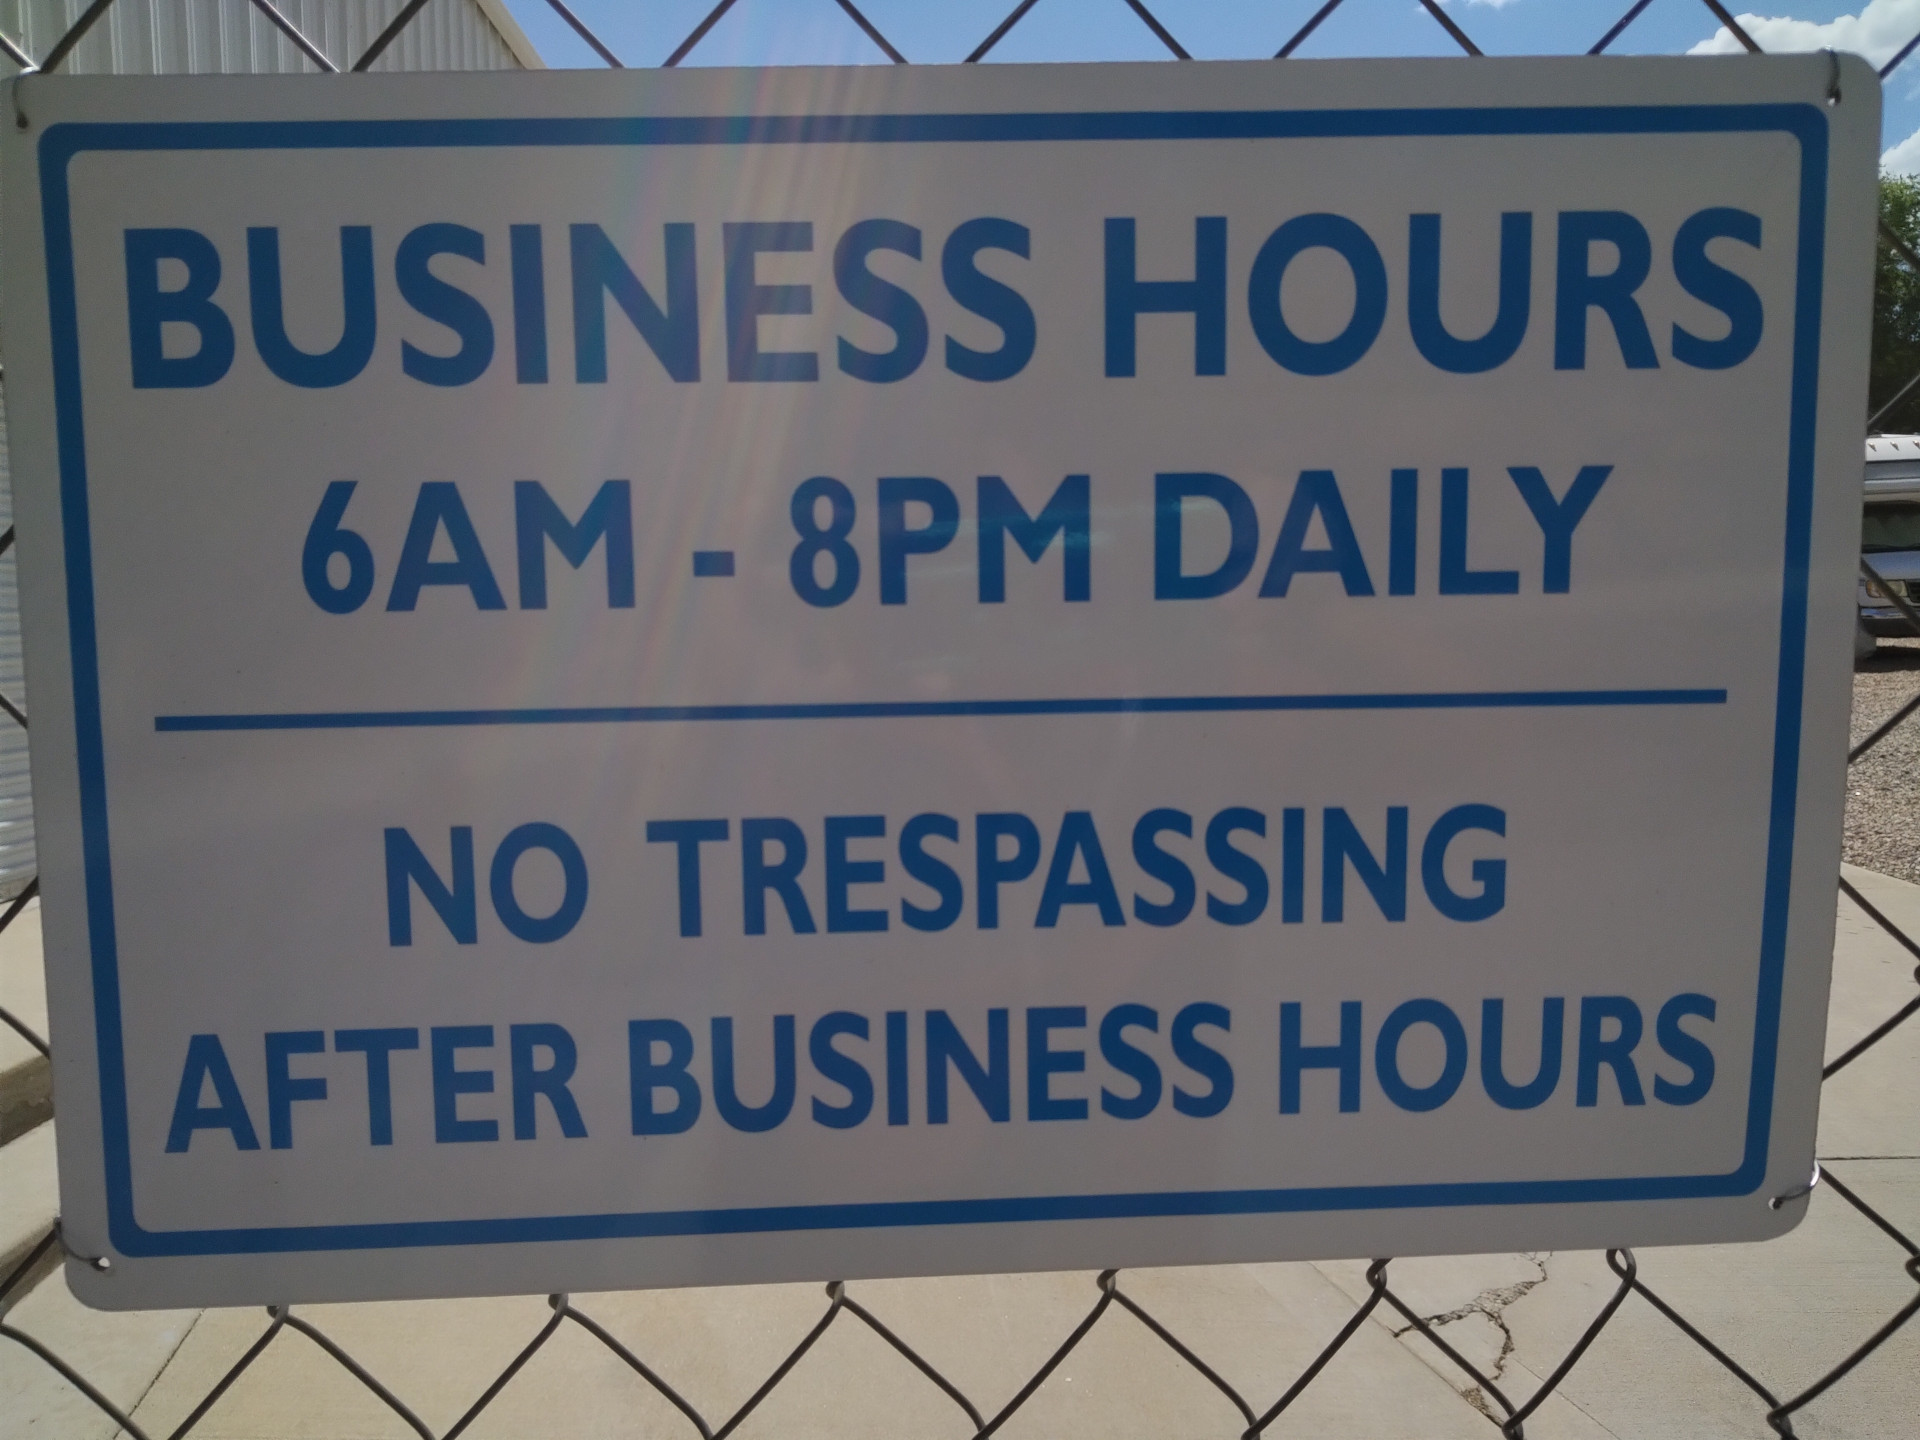 BUSINESS HOURS
6AM - 8PM DAILY
NO TRESPASSING
AFTER BUSINESS HOURS